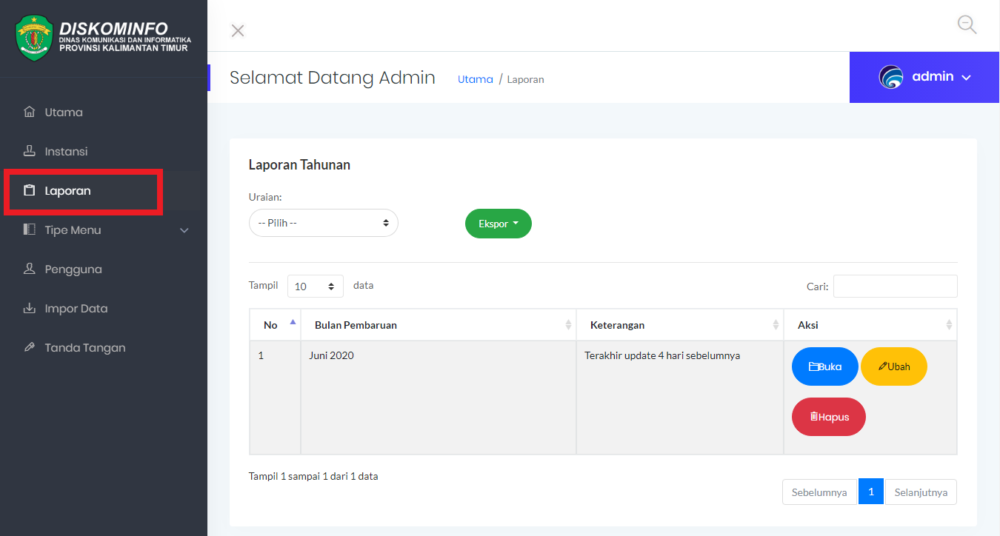 DISKOMINFO
DINAS KOMUNIKASI DAN INFORMATIKA
PROVINSI KALIMANTAN TIMUR
Utama
Instansi
Laporan
Tipe Menu
Pengguna
Impor Data
Tanda Tangan
Selamat Datang Admin
Utama / Laporan
admin
Laporan Tahunan
Uraian:
-- Pilih --
Ekspor
Tampil 10 data
Cari:
No Bulan Pembaruan Keterangan Aksi
1 Juni 2020 Terakhir update 4 hari sebelumnya
Buka Ubah
Hapus
Tampil 1 sampai 1 dari 1 data
Sebelumnya 1 Selanjutnya